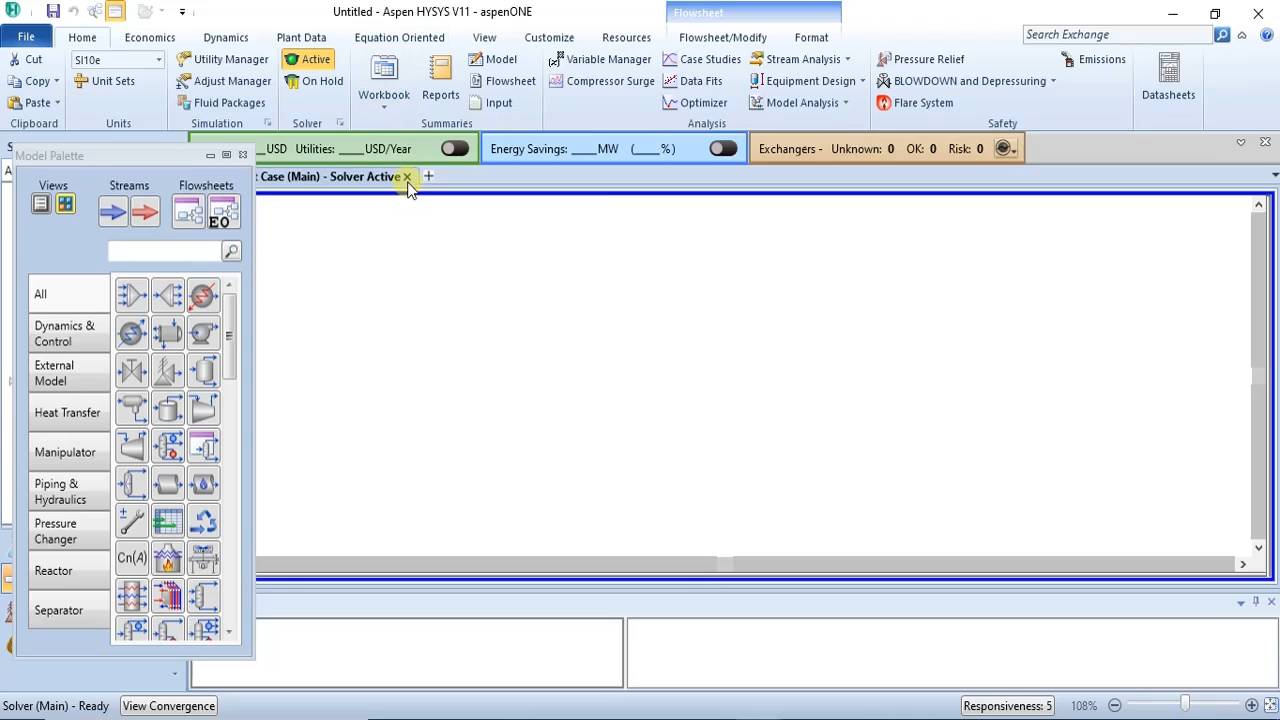 Untitled - Aspen HYSYS V11 - aspenONE
Flowsheet
File
Home
Economics
Dynamics
Plant Data
Equation Oriented
View
Customize
Resources
Flowsheet/Modify
Format
Search Exchange
Cut
SI10e
Utility Manager
Active
Model
Variable Manager
Case Studies
Stream Analysis
Pressure Relief
Emissions
Copy
Unit Sets
Adjust Manager
On Hold
Workbook
Reports
Flowsheet
Compressor Surge
Data Fits
Equipment Design
BLOWDOWN and Depressuring
Datasheets
Paste
Fluid Packages
Input
Optimizer
Model Analysis
Flare System
Clipboard
Units
Simulation
Solver
Summaries
Analysis
Safety
USD Utilities: ____USD/Year
Energy Savings: ____MW (____%)
Exchangers - Unknown: 0 OK: 0 Risk: 0
Model Palette
Case (Main) - Solver Active
Views
Streams
Flowsheets
EO
All
Dynamics & Control
External Model
Heat Transfer
Manipulator
Piping & Hydraulics
Pressure Changer
Reactor
Separator
Cn(A)
Solver (Main) - Ready
View Convergence
Responsiveness: 5
108%